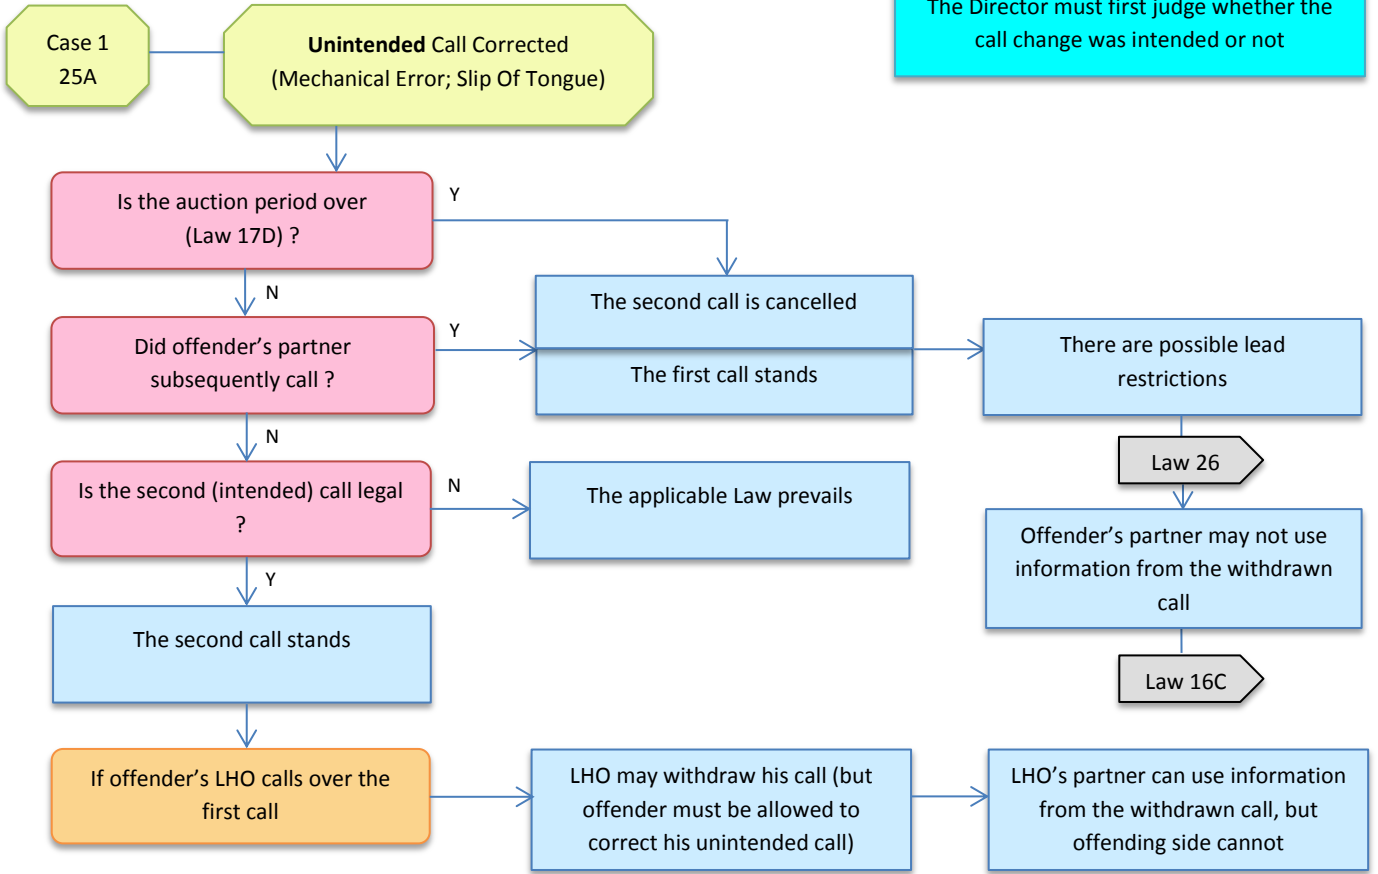 The Director must first judge whether the
call change was intended or not
Case 1
25A
Unintended Call Corrected
(Mechanical Error; Slip Of Tongue)
Is the auction period over
(Law 17D) ?
Y
N
The second call is cancelled
The first call stands
There are possible lead
restrictions
Did offender's partner
subsequently call ?
Y
N
Law 26
Is the second (intended) call legal
?
N
The applicable Law prevails
Y
Offender's partner may not use
information from the withdrawn
call
The second call stands
Law 16C
If offender's LHO calls over the
first call
LHO may withdraw his call (but
offender must be allowed to
correct his unintended call)
LHO's partner can use information
from the withdrawn call, but
offending side cannot